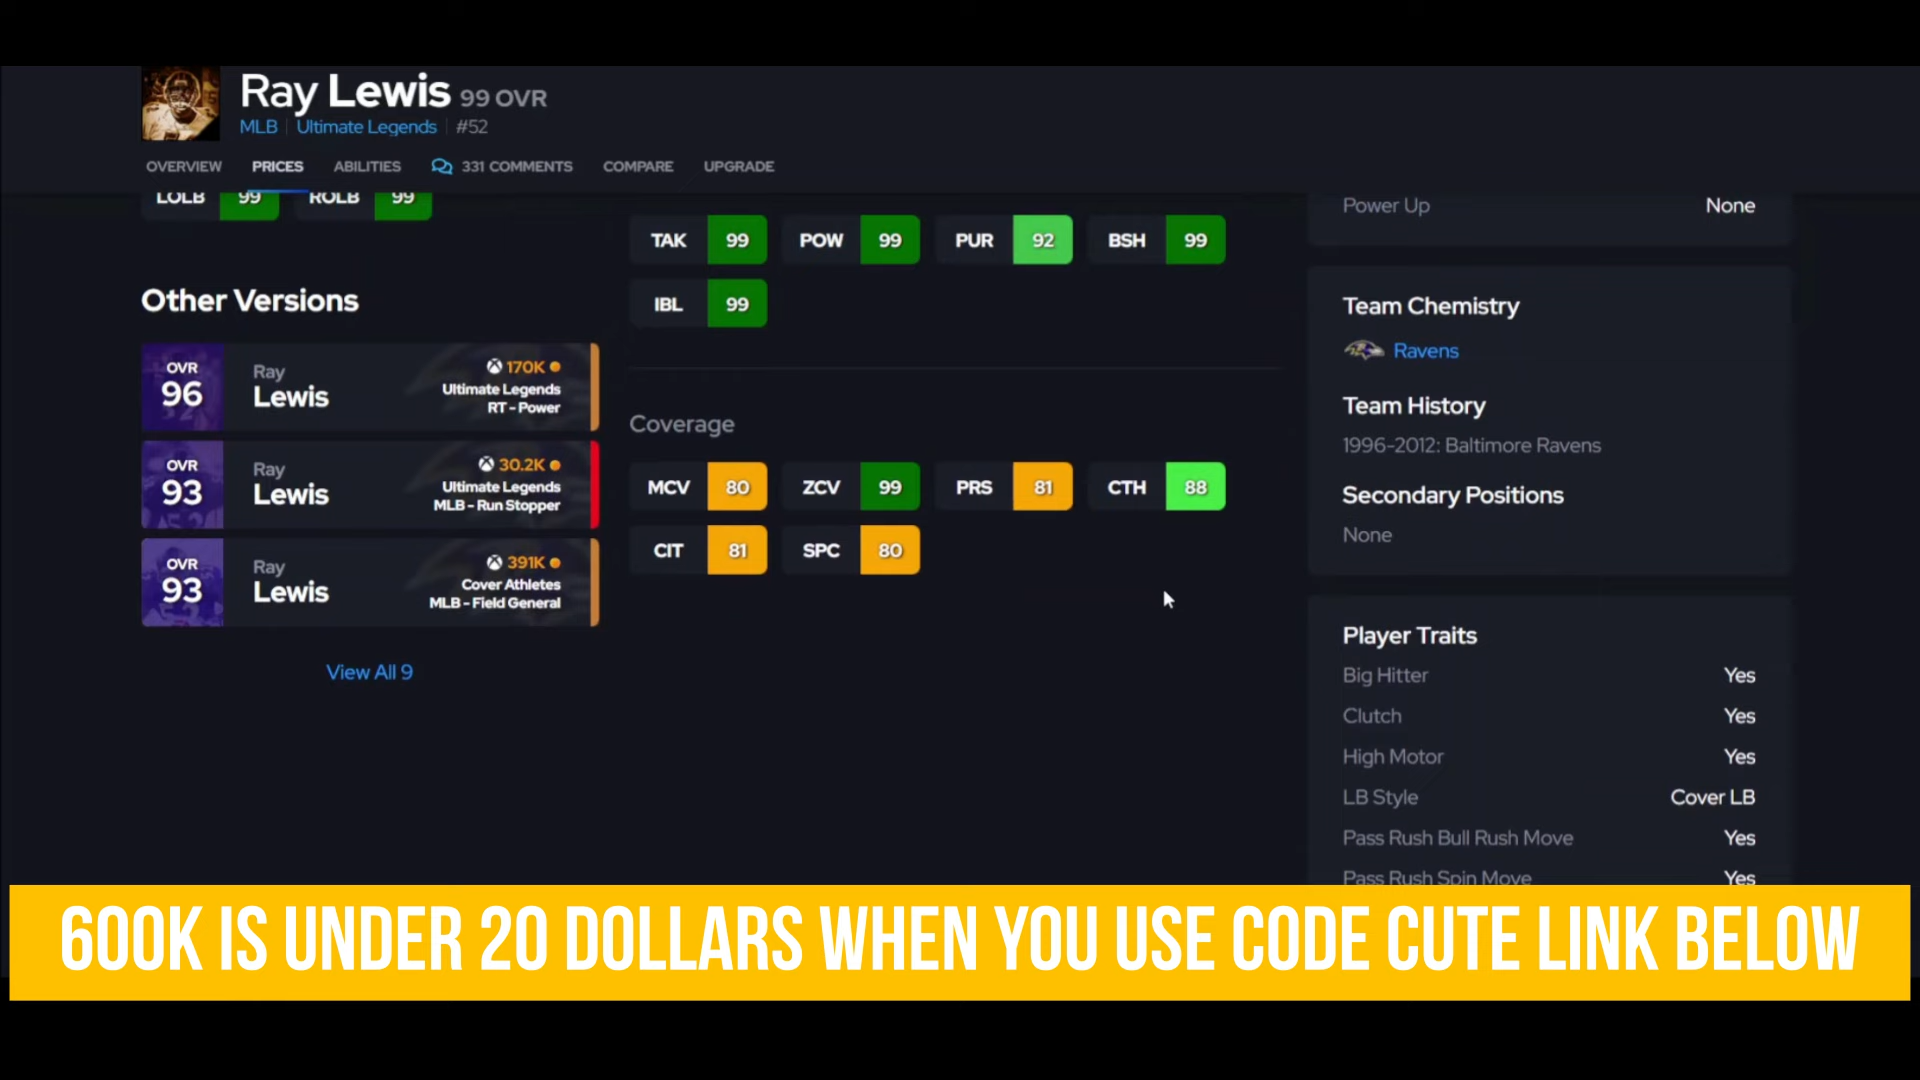 Ray Lewis 99 OVR
MLB Ultimate Legends #52
OVERVIEW PRICES ABILITIES 331 COMMENTS COMPARE UPGRADE
LOLB 99 ROLB 99
Other Versions
OVR 96 Ray Lewis 170K Ultimate Legends RT - Power
OVR 93 Ray Lewis 30.2K Ultimate Legends MLB - Run Stopper
OVR 93 Ray Lewis 391K Cover Athletes MLB - Field General
View All 9
TAK 99 POW 99 PUR 92 BSH 99
IBL 99
Coverage
MCV 80 ZCV 99 PRS 81 CTH 88
CIT 81 SPC 80
Power Up None
Team Chemistry
Ravens
Team History
1996-2012: Baltimore Ravens
Secondary Positions
None
Player Traits
Big Hitter Yes
Clutch Yes
High Motor Yes
LB Style Cover LB
Pass Rush Bull Rush Move Yes
Pass Rush Spin Move Yes
600K IS UNDER 20 DOLLARS WHEN YOU USE CODE CUTE LINK BELOW